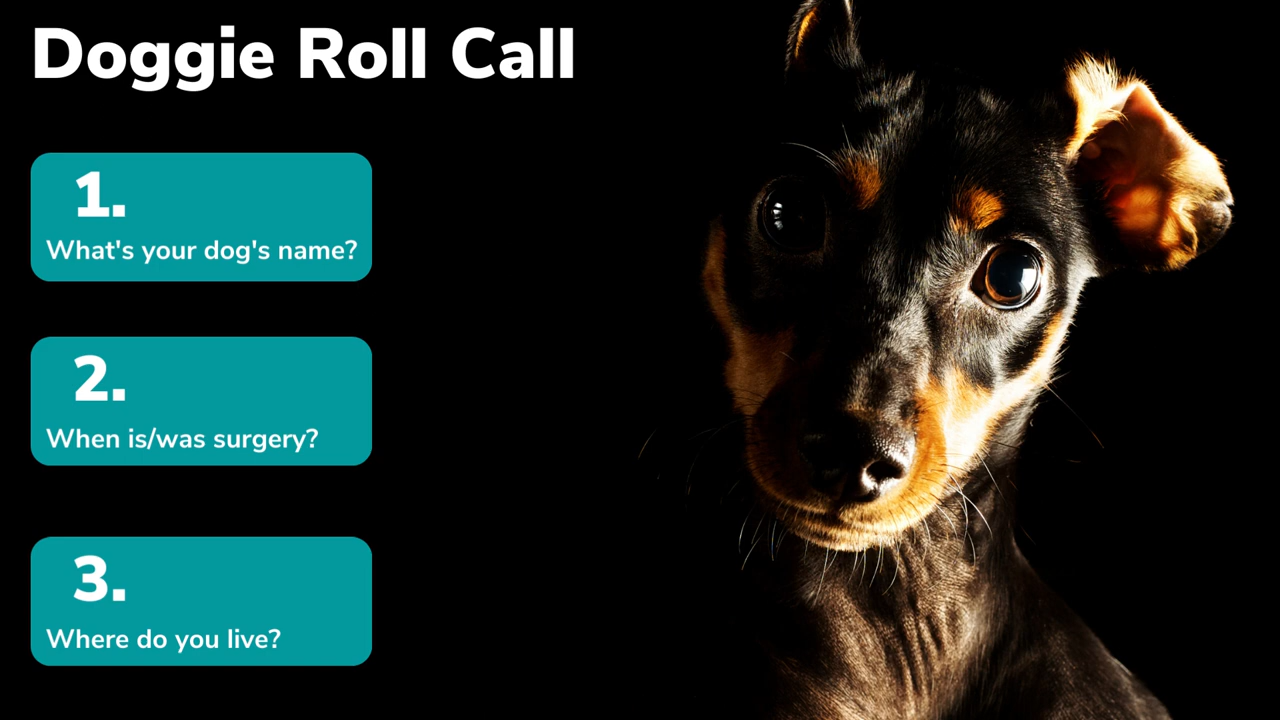 Doggie Roll Call
1.
What's your dog's name?
2.
When is/was surgery?
3.
Where do you live?